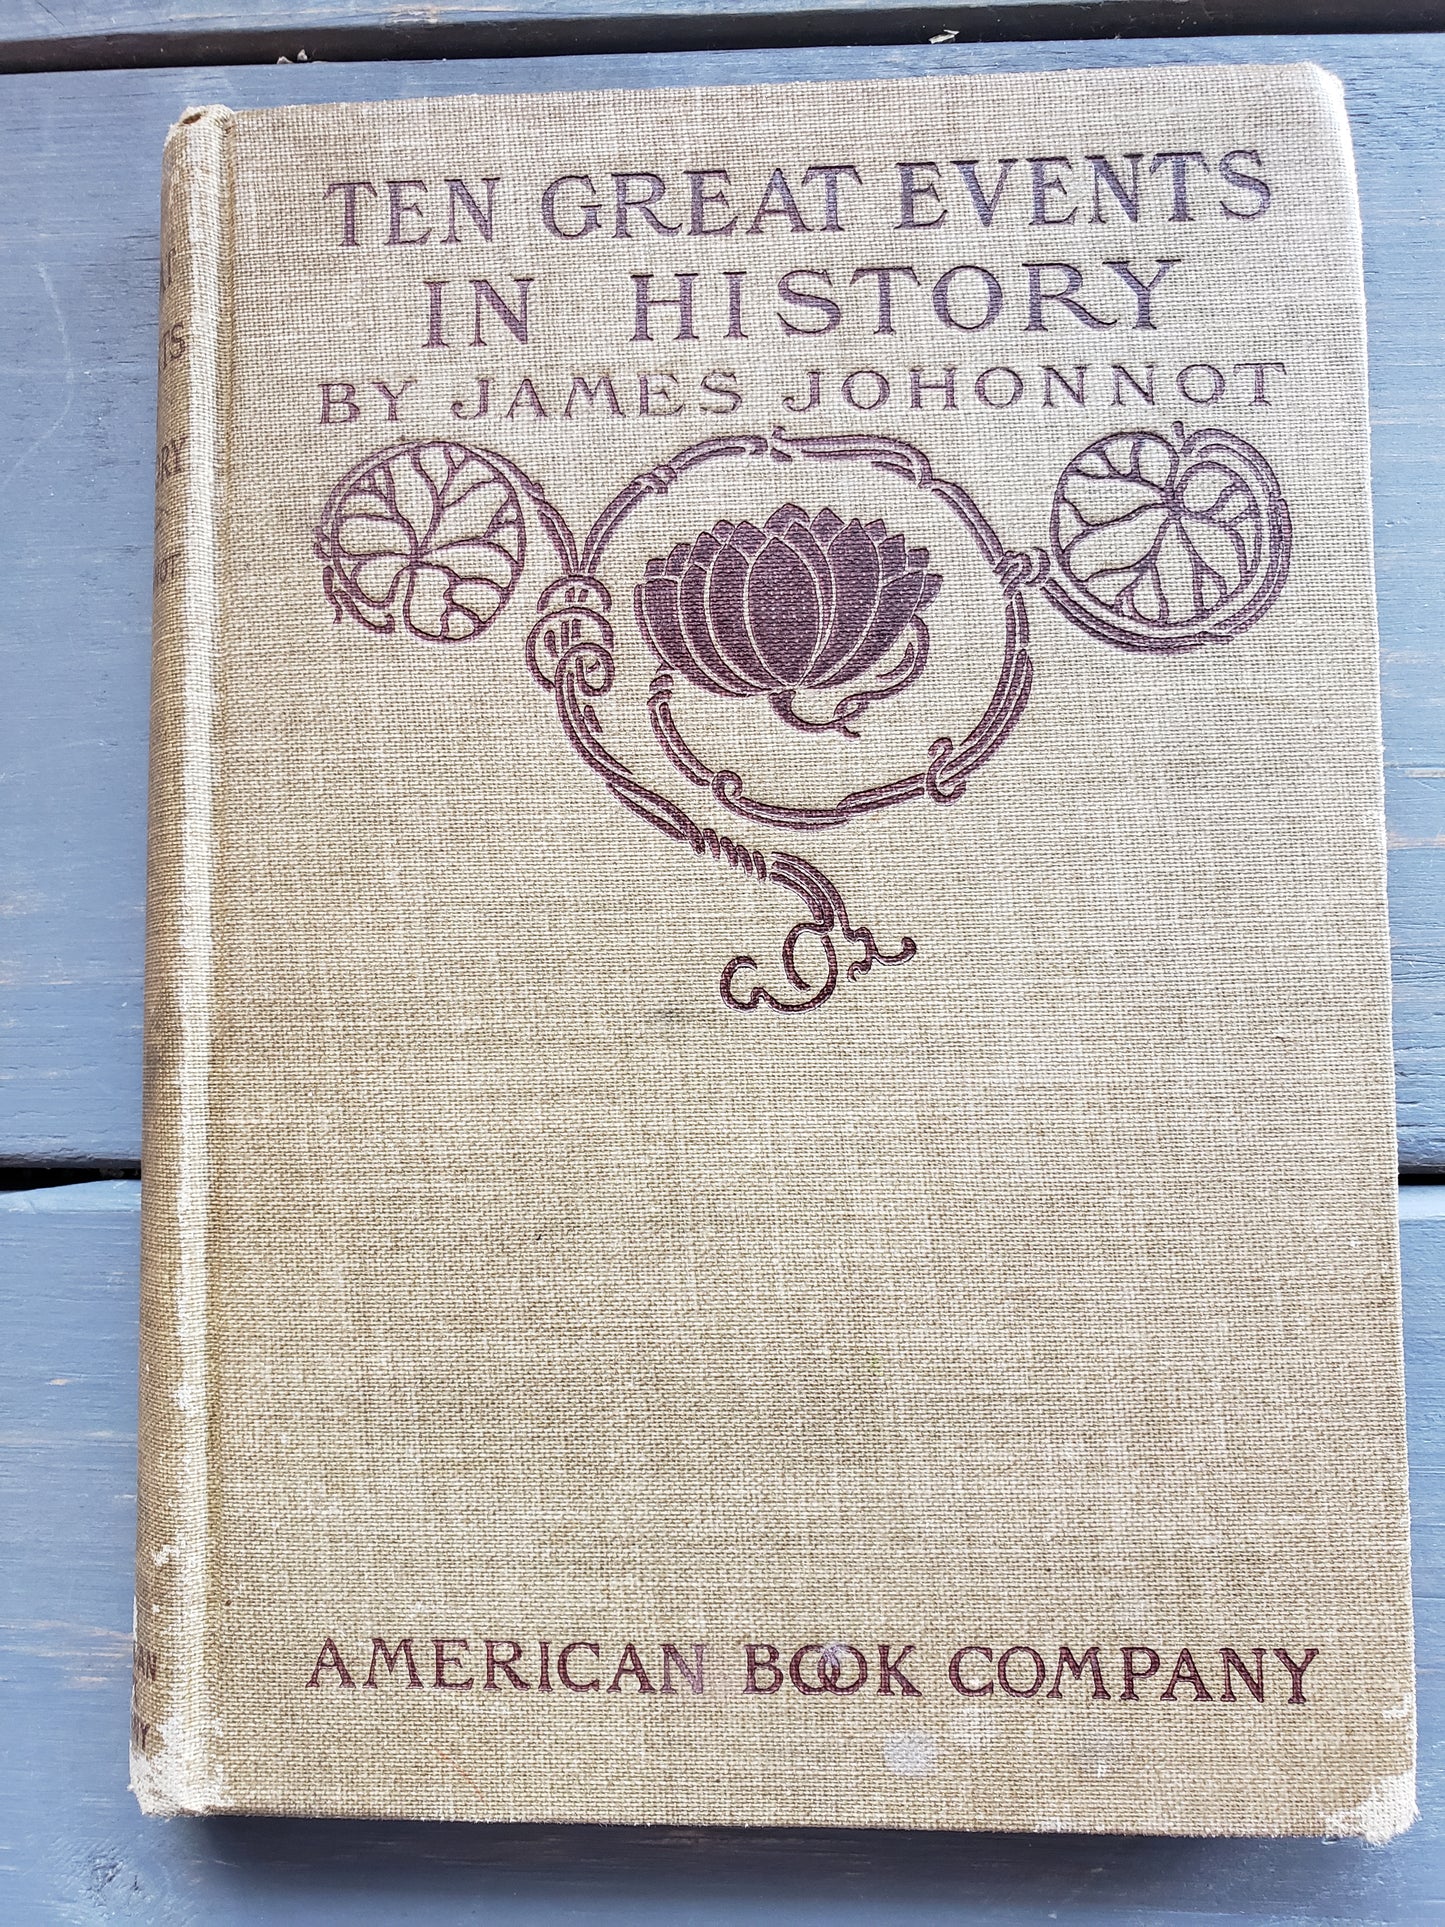 TEN GREAT EVENTS
IN HISTORY
BY JAMES JOHONNOT
AMERICAN BOOK COMPANY